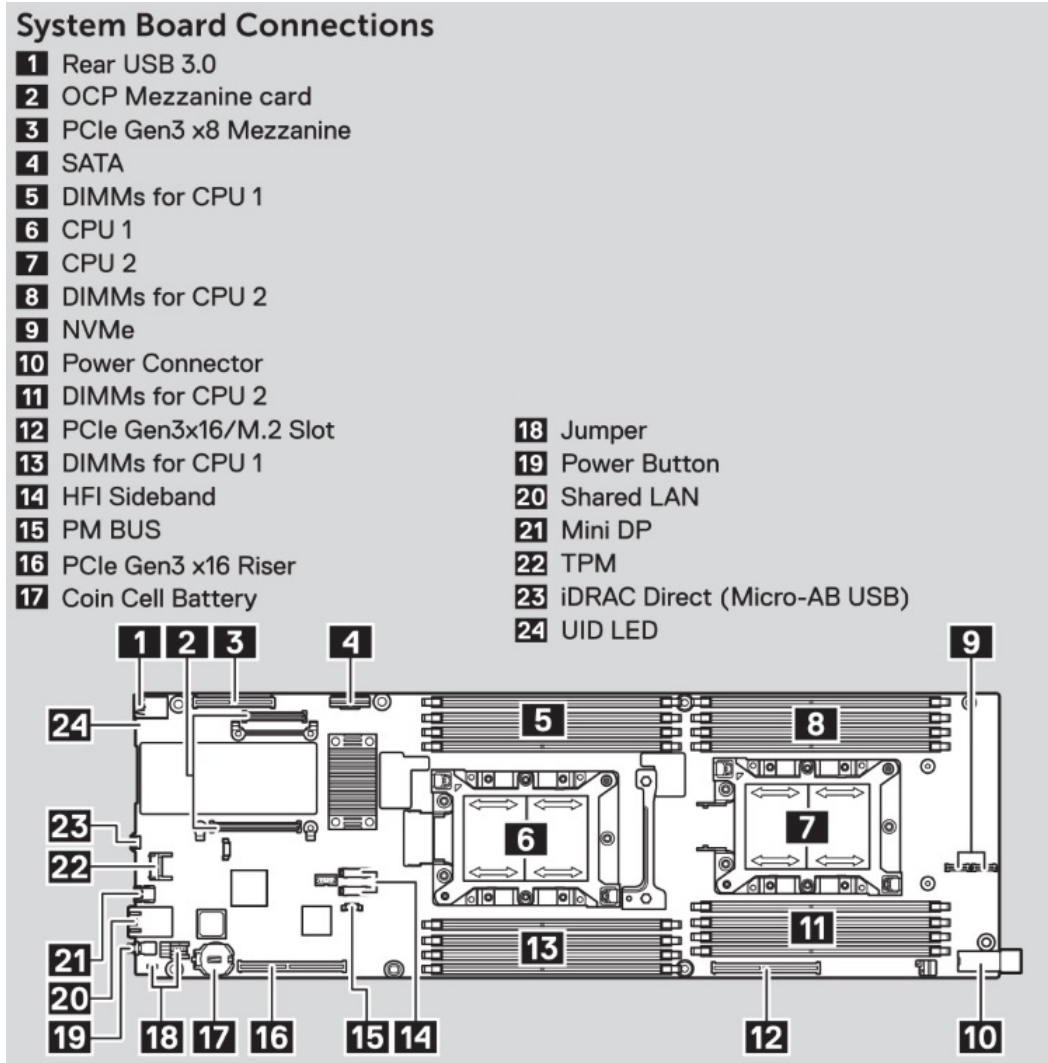 System Board Connections
1 Rear USB 3.0
2 OCP Mezzanine card
3 PCIe Gen3 x8 Mezzanine
4 SATA
5 DIMMs for CPU 1
6 CPU 1
7 CPU 2
8 DIMMs for CPU 2
9 NVMe
10 Power Connector
11 DIMMs for CPU 2
12 PCIe Gen3x16/M.2 Slot
13 DIMMs for CPU 1
14 HFI Sideband
15 PM BUS
16 PCIe Gen3 x16 Riser
17 Coin Cell Battery
18 Jumper
19 Power Button
20 Shared LAN
21 Mini DP
22 TPM
23 iDRAC Direct (Micro-AB USB)
24 UID LED
1 2 3 4 9
24
5 8
23
6 7
22
21
13 11
20
19 18 17 16 15 14 12 10